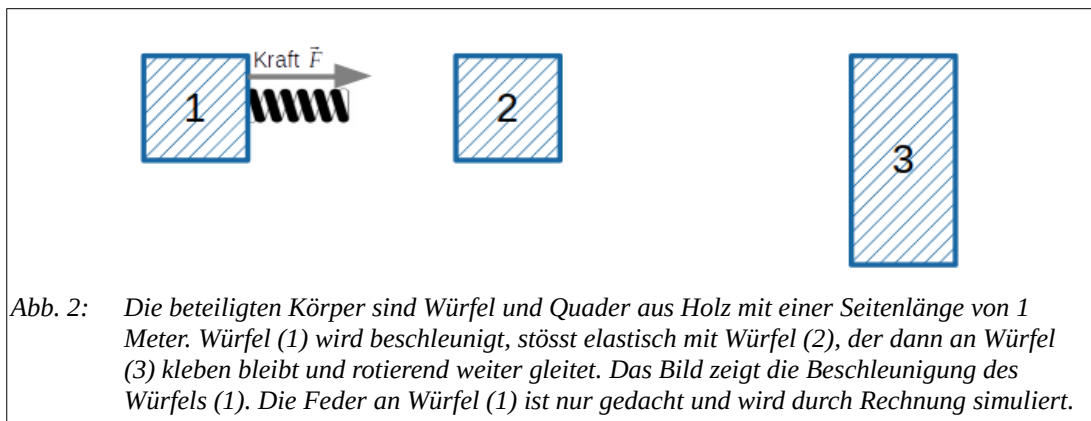 Kraft F⃗
1
2
3
Abb. 2: Die beteiligten Körper sind Würfel und Quader aus Holz mit einer Seitenlänge von 1
Meter. Würfel (1) wird beschleunigt, stösst elastisch mit Würfel (2), der dann an Würfel
(3) kleben bleibt und rotierend weiter gleitet. Das Bild zeigt die Beschleunigung des
Würfels (1). Die Feder an Würfel (1) ist nur gedacht und wird durch Rechnung simuliert.